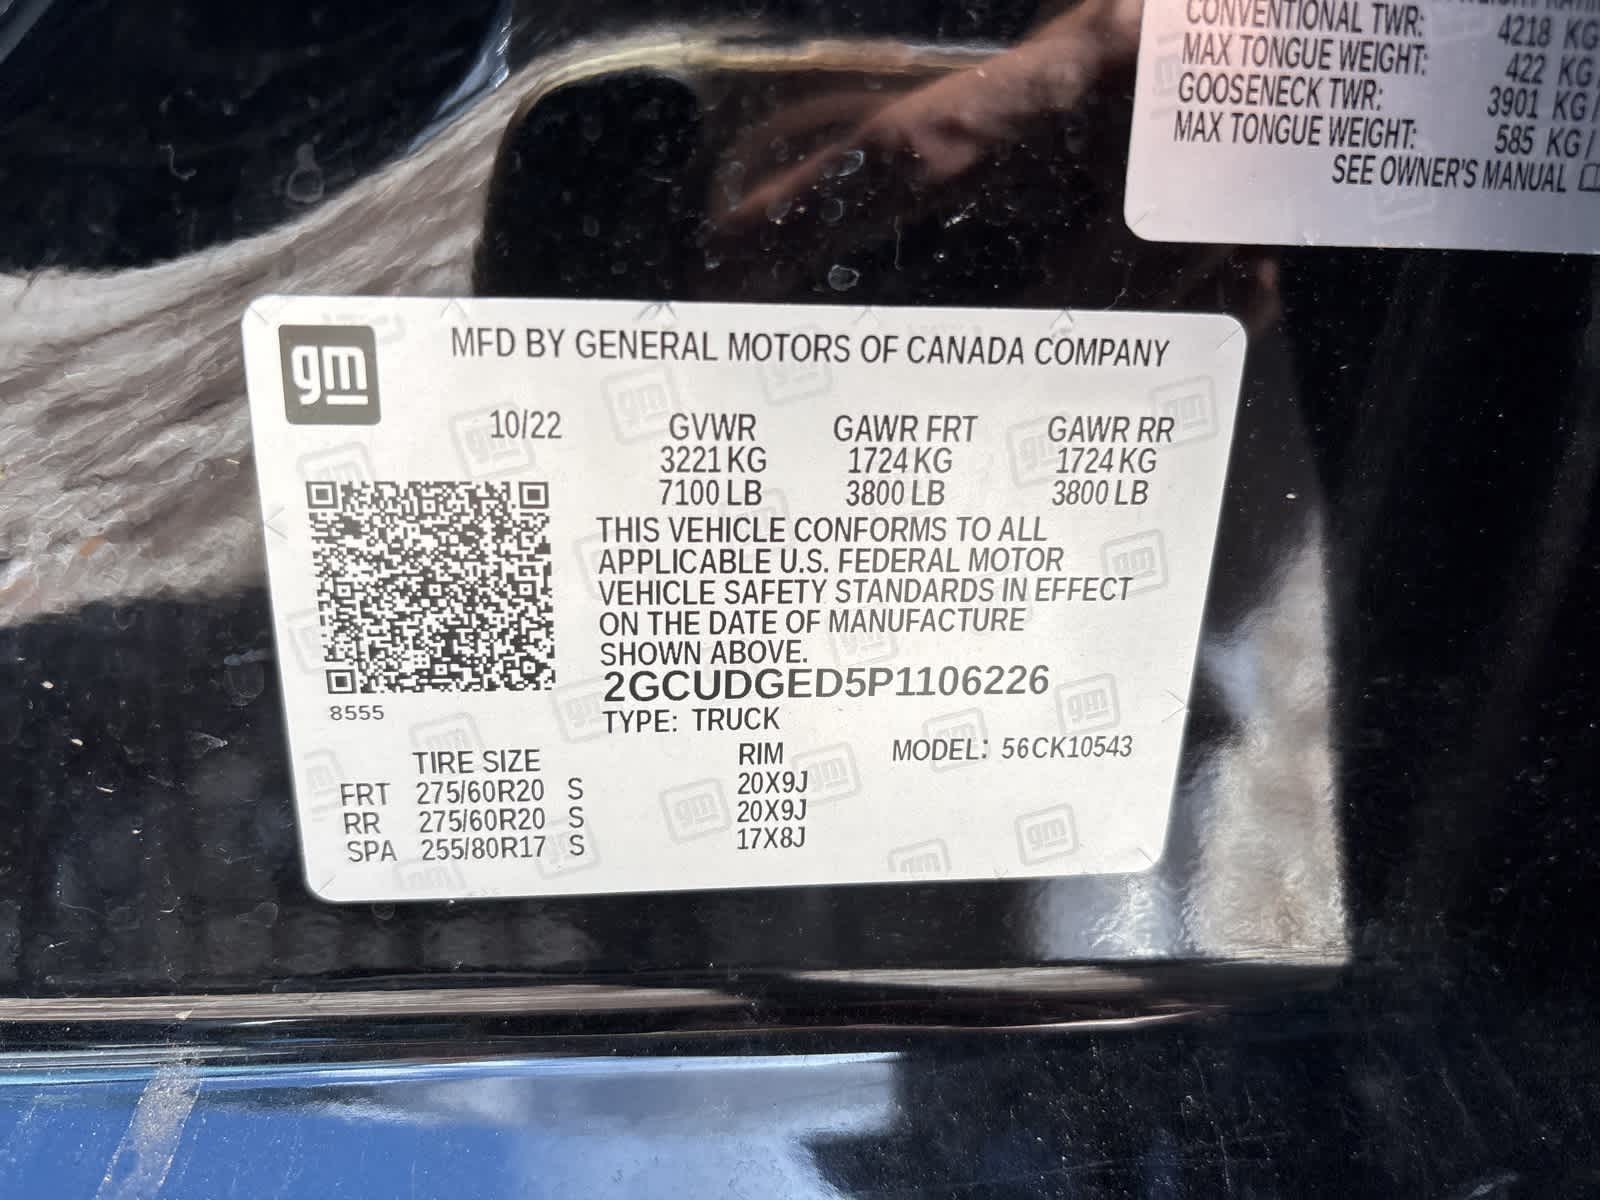 CONVENTIONAL TWR: 4218 KG
MAX TONGUE WEIGHT: 422 KG/
GOOSENECK TWR: 3901 KG/
MAX TONGUE WEIGHT: 585 KG/
SEE OWNER'S MANUAL
gm
MFD BY GENERAL MOTORS OF CANADA COMPANY
10/22 GVWR GAWR FRT GAWR RR
3221 KG 1724 KG 1724 KG
7100 LB 3800 LB 3800 LB
THIS VEHICLE CONFORMS TO ALL
APPLICABLE U.S. FEDERAL MOTOR
VEHICLE SAFETY STANDARDS IN EFFECT
ON THE DATE OF MANUFACTURE
SHOWN ABOVE.
2GCUDGED5P1106226
8555
TYPE: TRUCK
TIRE SIZE RIM MODEL: 56CK10543
FRT 275/60R20 S 20X9J
RR 275/60R20 S 20X9J
SPA 255/80R17 S 17X8J